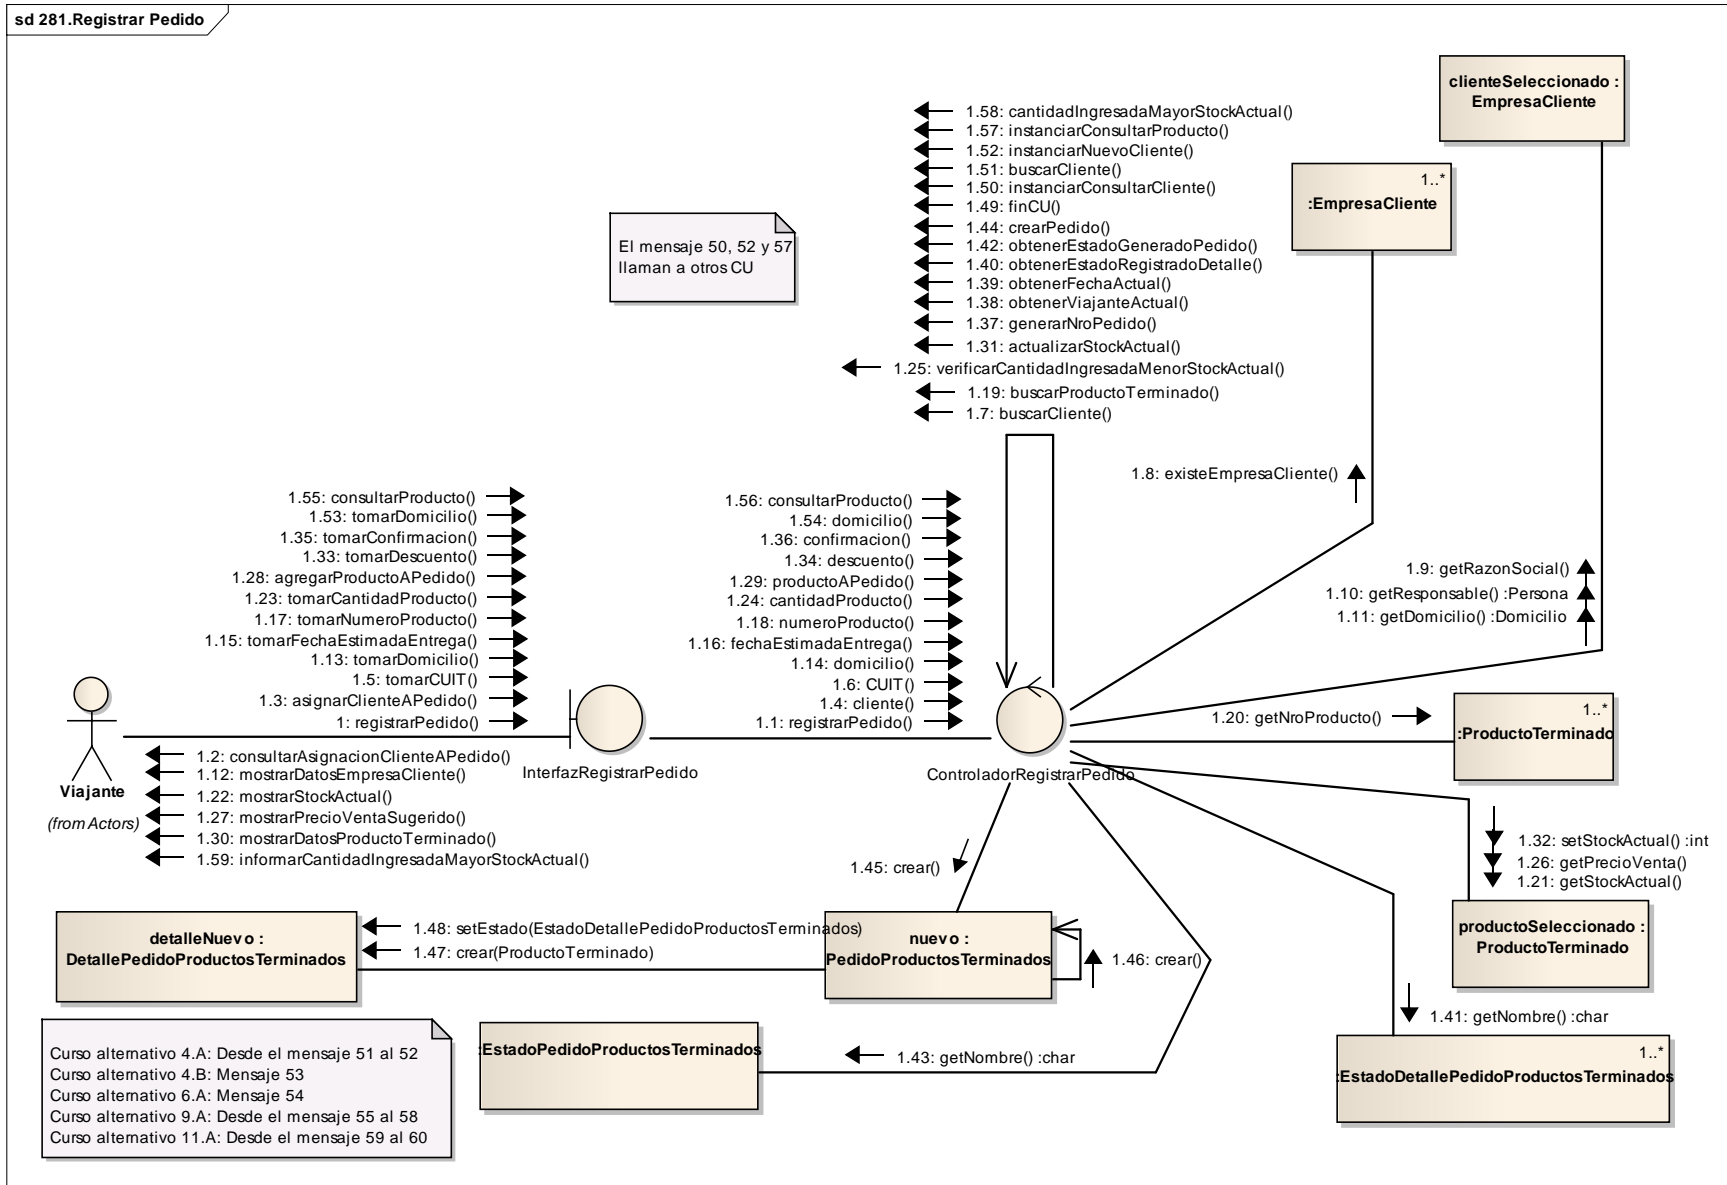 sd 281.Registrar Pedido
clienteSeleccionado :
EmpresaCliente
1.58: cantidadIngresadaMayorStockActual()
1.57: instanciarConsultarProducto()
1.52: instanciarNuevoCliente()
1.51: buscarCliente()
1.50: instanciarConsultarCliente()
1.49: finCU()
1.44: crearPedido()
1.42: obtenerEstadoGeneradoPedido()
1.40: obtenerEstadoRegistradoDetalle()
1.39: obtenerFechaActual()
1.38: obtenerViajanteActual()
1.37: generarNroPedido()
1.31: actualizarStockActual()
1.25: verificarCantidadIngresadaMenorStockActual()
1.19: buscarProductoTerminado()
1.7: buscarCliente()
1..*
:EmpresaCliente
El mensaje 50, 52 y 57
llaman a otros CU
1.8: existeEmpresaCliente()
1.55: consultarProducto()
1.53: tomarDomicilio()
1.35: tomarConfirmacion()
1.33: tomarDescuento()
1.28: agregarProductoAPedido()
1.23: tomarCantidadProducto()
1.17: tomarNumeroProducto()
1.15: tomarFechaEstimadaEntrega()
1.13: tomarDomicilio()
1.5: tomarCUIT()
1.3: asignarClienteAPedido()
1: registrarPedido()
1.56: consultarProducto()
1.54: domicilio()
1.36: confirmacion()
1.34: descuento()
1.29: productoAPedido()
1.24: cantidadProducto()
1.18: numeroProducto()
1.16: fechaEstimadaEntrega()
1.14: domicilio()
1.6: CUIT()
1.4: cliente()
1.1: registrarPedido()
1.9: getRazonSocial()
1.10: getResponsable() :Persona
1.11: getDomicilio() :Domicilio
1.20: getNroProducto()
1..*
:ProductoTerminado
1.2: consultarAsignacionClienteAPedido()
1.12: mostrarDatosEmpresaCliente()
1.22: mostrarStockActual()
1.27: mostrarPrecioVentaSugerido()
1.30: mostrarDatosProductoTerminado()
1.59: informarCantidadIngresadaMayorStockActual()
Viajante
(from Actors)
InterfazRegistrarPedido
ControladorRegistrarPedido
1.32: setStockActual() :int
1.26: getPrecioVenta()
1.21: getStockActual()
1.45: crear()
detalleNuevo :
DetallePedidoProductosTerminados
1.48: setEstado(EstadoDetallePedidoProductosTerminados)
1.47: crear(ProductoTerminado)
nuevo :
PedidoProductosTerminados
1.46: crear()
productoSeleccionado :
ProductoTerminado
1.41: getNombre() :char
Curso alternativo 4.A: Desde el mensaje 51 al 52
Curso alternativo 4.B: Mensaje 53
Curso alternativo 6.A: Mensaje 54
Curso alternativo 9.A: Desde el mensaje 55 al 58
Curso alternativo 11.A: Desde el mensaje 59 al 60
:EstadoPedidoProductosTerminados
1.43: getNombre() :char
1..*
:EstadoDetallePedidoProductosTerminados